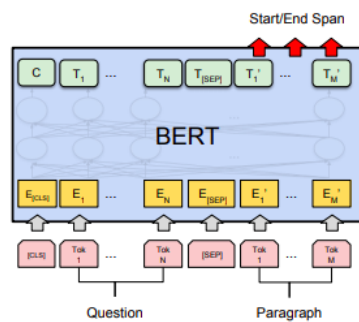 Start/End Span
C T1 ... TN T[SEP] T1' ... TM'
...
BERT
...
E[CLS] E1 ... EN E[SEP] E1' ... EM'
[CLS] Tok 1 ... Tok N [SEP] Tok 1 ... Tok M
Question Paragraph